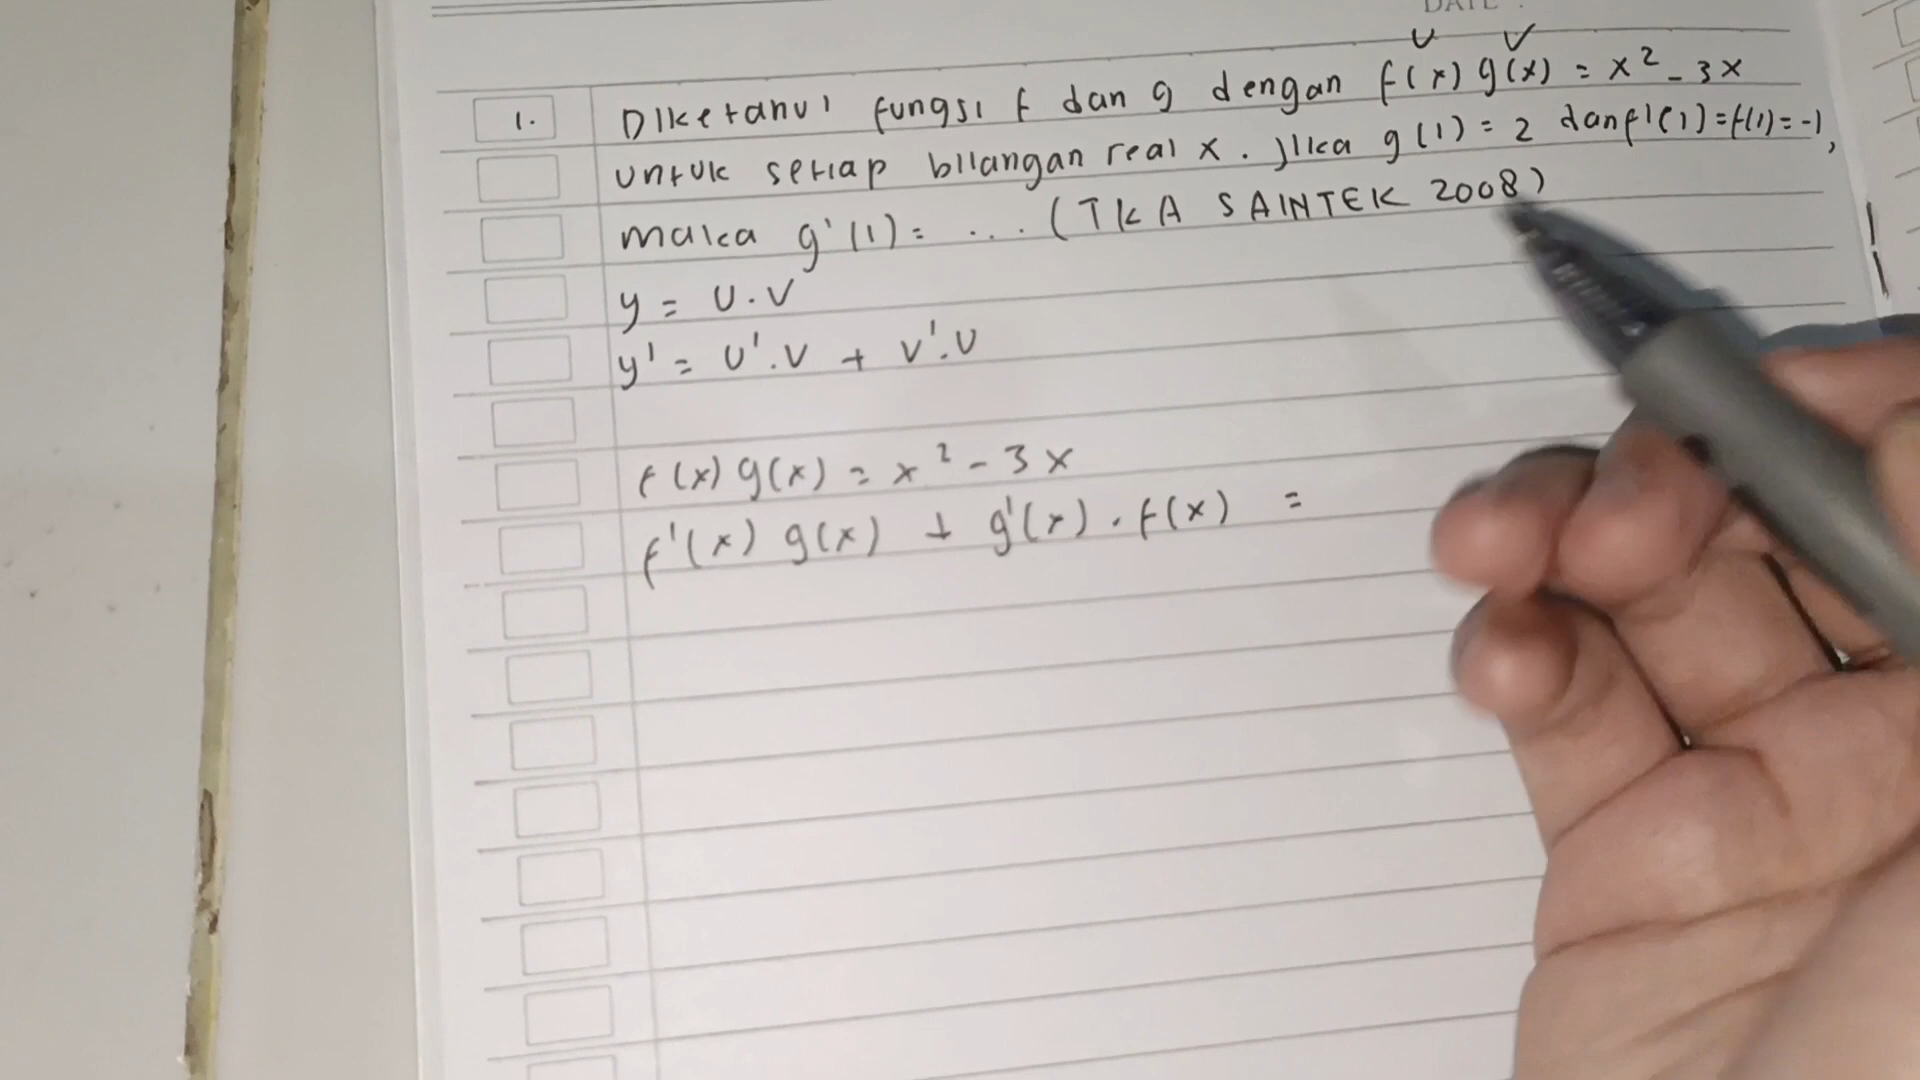 DATE :
U V
1. Diketahui fungsi f dan g dengan f(x) g(x) = x² - 3x
untuk setiap bilangan real x. Jika g(1) = 2 dan f'(1) = f(1) = -1,
maka g'(1) = ... (TKA SAINTEK 2008)
y = U.V
y' = U'.V + V'.U
f(x) g(x) = x² - 3x
f'(x) g(x) + g'(x) . f(x) =